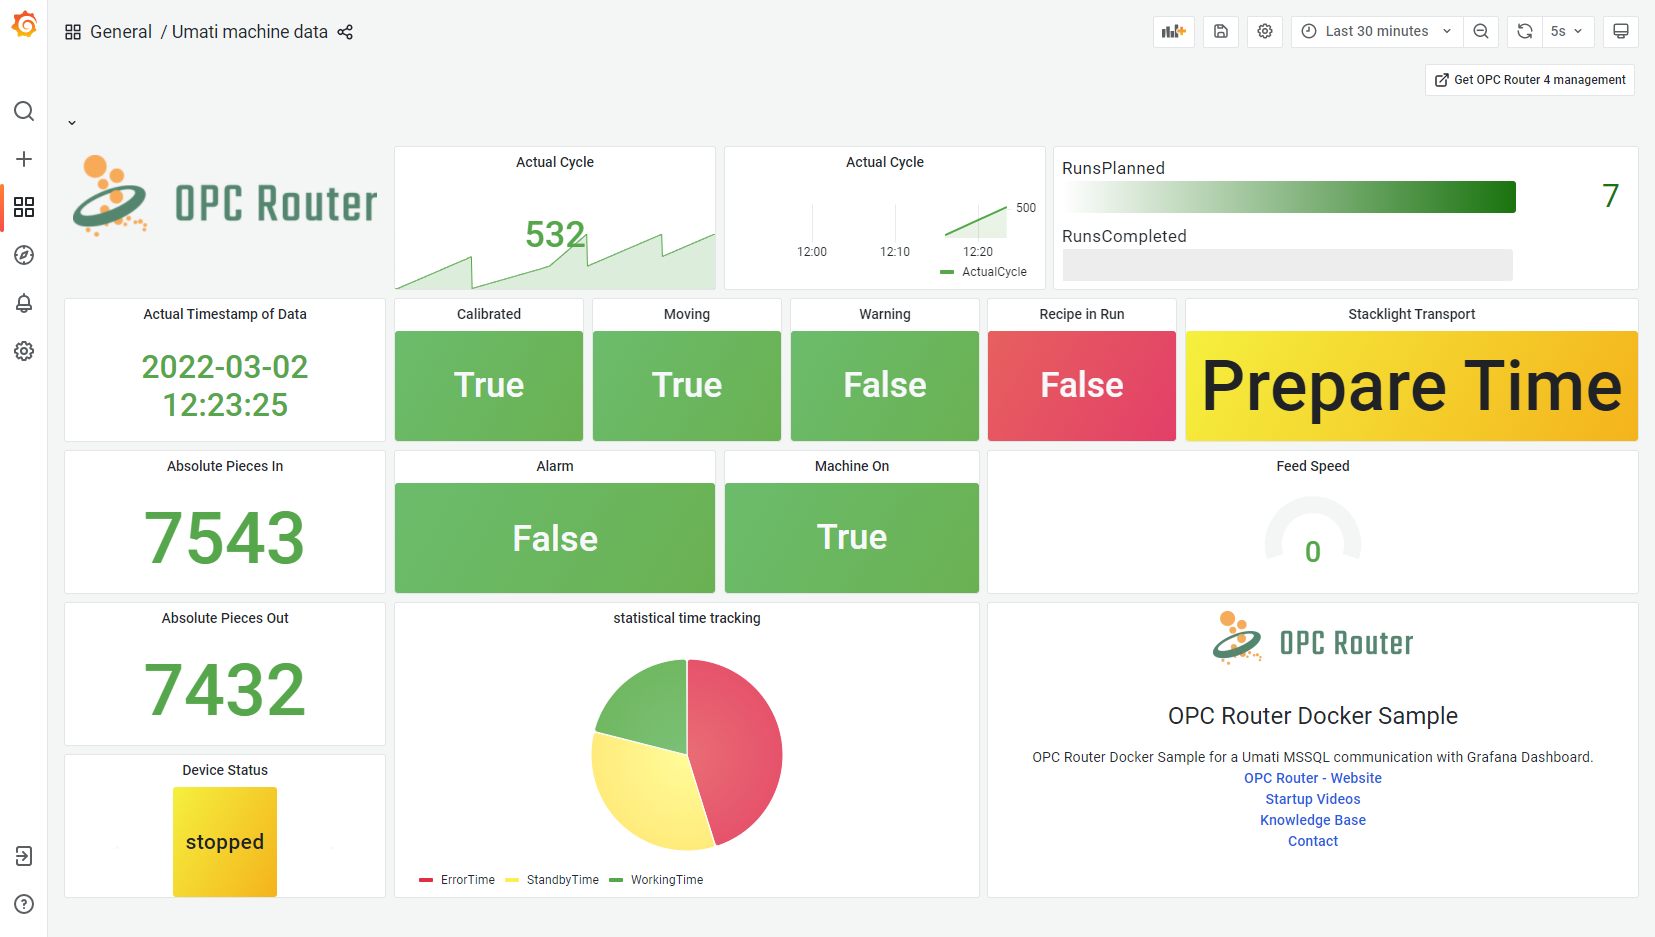 General / Umati machine data
Last 30 minutes
5s
Get OPC Router 4 management
OPC Router
Actual Cycle
532
Actual Cycle
500
12:00
12:10
12:20
ActualCycle
RunsPlanned
7
RunsCompleted
Actual Timestamp of Data
2022-03-02
12:23:25
Calibrated
True
Moving
True
Warning
False
Recipe in Run
False
Stacklight Transport
Prepare Time
Absolute Pieces In
7543
Alarm
False
Machine On
True
Feed Speed
0
Absolute Pieces Out
7432
Device Status
stopped
statistical time tracking
ErrorTime
StandbyTime
WorkingTime
OPC Router
OPC Router Docker Sample
OPC Router Docker Sample for a Umati MSSQL communication with Grafana Dashboard.
OPC Router - Website
Startup Videos
Knowledge Base
Contact